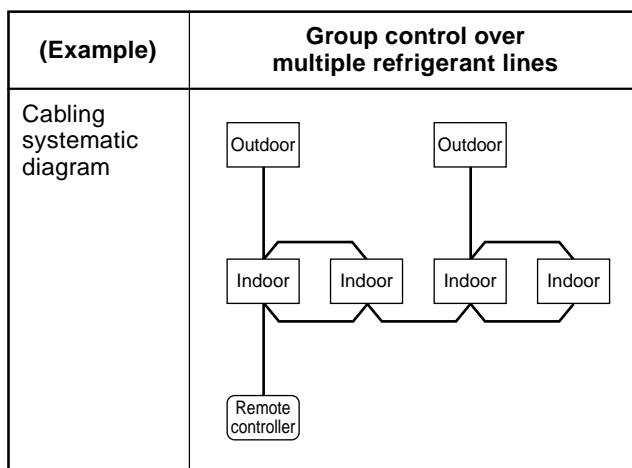 (Example)
Group control over
multiple refrigerant lines
Cabling
systematic
diagram
Outdoor
Outdoor
Indoor
Indoor
Indoor
Indoor
Remote
controller